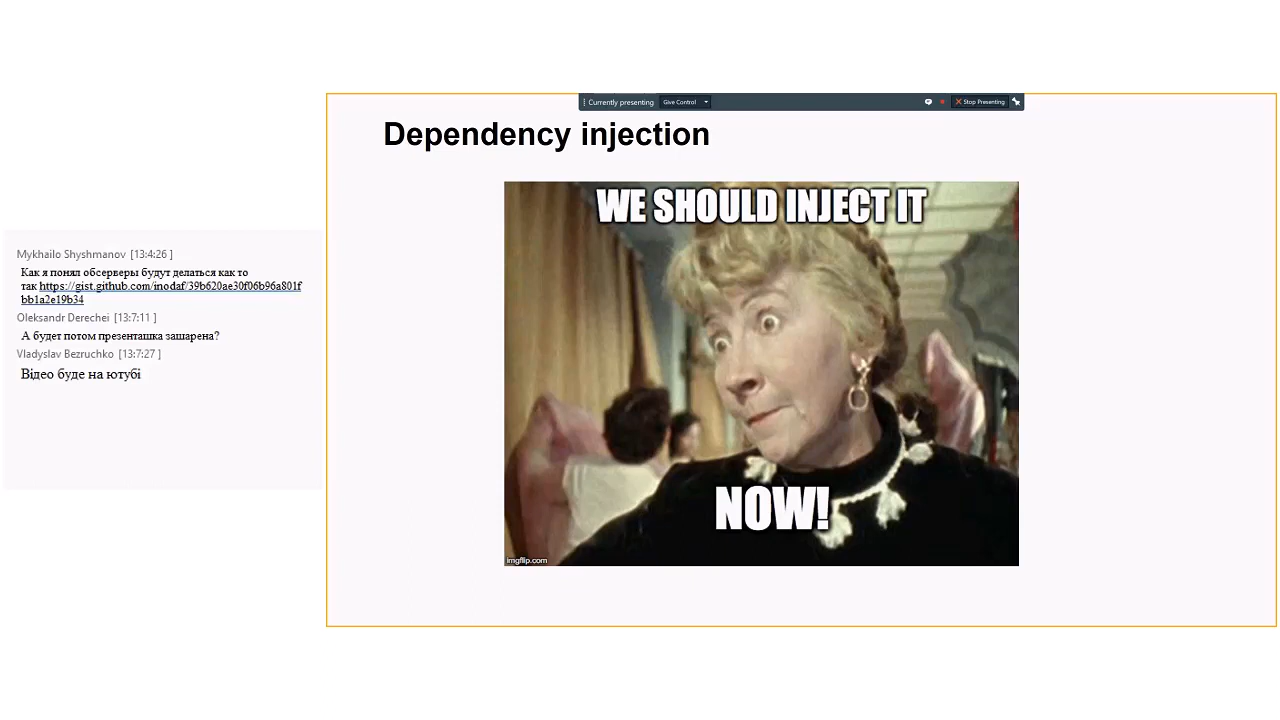 Mykhailo Shyshmanov [13:4:26 ]
Как я понял обсерверы будут делаться как то
так https://gist.github.com/inodaf/39b620ae30f06b96a801f
bb1a2e19b34
Oleksandr Derechei [13:7:11 ]
А будет потом презенташка зашарена?
Vladyslav Bezruchko [13:7:27 ]
Відео буде на ютубі
Currently presenting Give Control Stop Presenting
Dependency injection
WE SHOULD INJECT IT
NOW!
imgflip.com